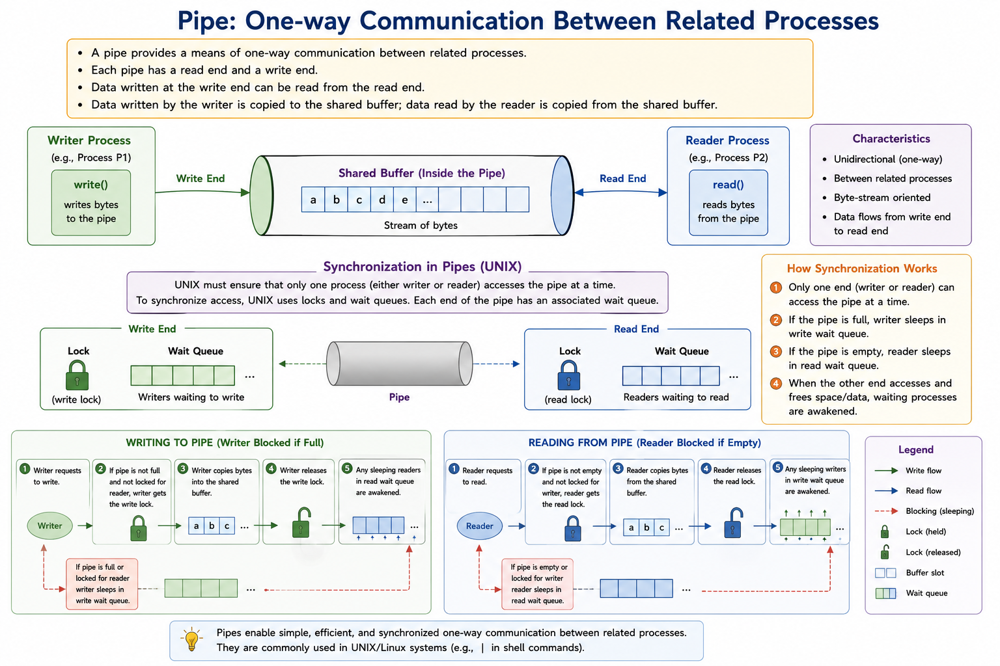 Pipe: One-way Communication Between Related Processes
• A pipe provides a means of one-way communication between related processes.
• Each pipe has a read end and a write end.
• Data written at the write end can be read from the read end.
• Data written by the writer is copied to the shared buffer; data read by the reader is copied from the shared buffer.
Writer Process
(e.g., Process P1)
write()
writes bytes
to the pipe
Write End
Shared Buffer (Inside the Pipe)
a b c d e ...
Stream of bytes
Read End
Reader Process
(e.g., Process P2)
read()
reads bytes
from the pipe
Characteristics
• Unidirectional (one-way)
• Between related processes
• Byte-stream oriented
• Data flows from write end
to read end
Synchronization in Pipes (UNIX)
UNIX must ensure that only one process (either writer or reader) accesses the pipe at a time.
To synchronize access, UNIX uses locks and wait queues. Each end of the pipe has an associated wait queue.
Write End
Lock
(write lock)
Wait Queue
...
Writers waiting to write
Pipe
Read End
Lock
(read lock)
Wait Queue
...
Readers waiting to read
How Synchronization Works
1 Only one end (writer or reader) can
access the pipe at a time.
2 If the pipe is full, writer sleeps in
write wait queue.
3 If the pipe is empty, reader sleeps
in read wait queue.
4 When the other end accesses and
frees space/data, waiting processes
are awakened.
WRITING TO PIPE (Writer Blocked if Full)
1 Writer requests
to write.
Writer
2 If pipe is not full
and not locked for
reader, writer gets
the write lock.
3 Writer copies bytes
into the shared
buffer.
a b c ...
4 Writer releases
the write lock.
5 Any sleeping readers
in read wait queue
are awakened.
...
If pipe is full or
locked for reader
writer sleeps in
write wait queue.
...
READING FROM PIPE (Reader Blocked if Empty)
1 Reader requests
to read.
Reader
2 If pipe is not empty
and not locked for
writer, reader gets
the read lock.
3 Reader copies bytes
from the shared
buffer.
a b c ...
4 Reader releases
the read lock.
5 Any sleeping writers
in write wait queue
are awakened.
...
If pipe is empty or
locked for writer
reader sleeps in
read wait queue.
...
Legend
Write flow
Read flow
Blocking (sleeping)
Lock (held)
Lock (released)
Buffer slot
Wait queue
Pipes enable simple, efficient, and synchronized one-way communication between related processes.
They are commonly used in UNIX/Linux systems (e.g., | in shell commands).